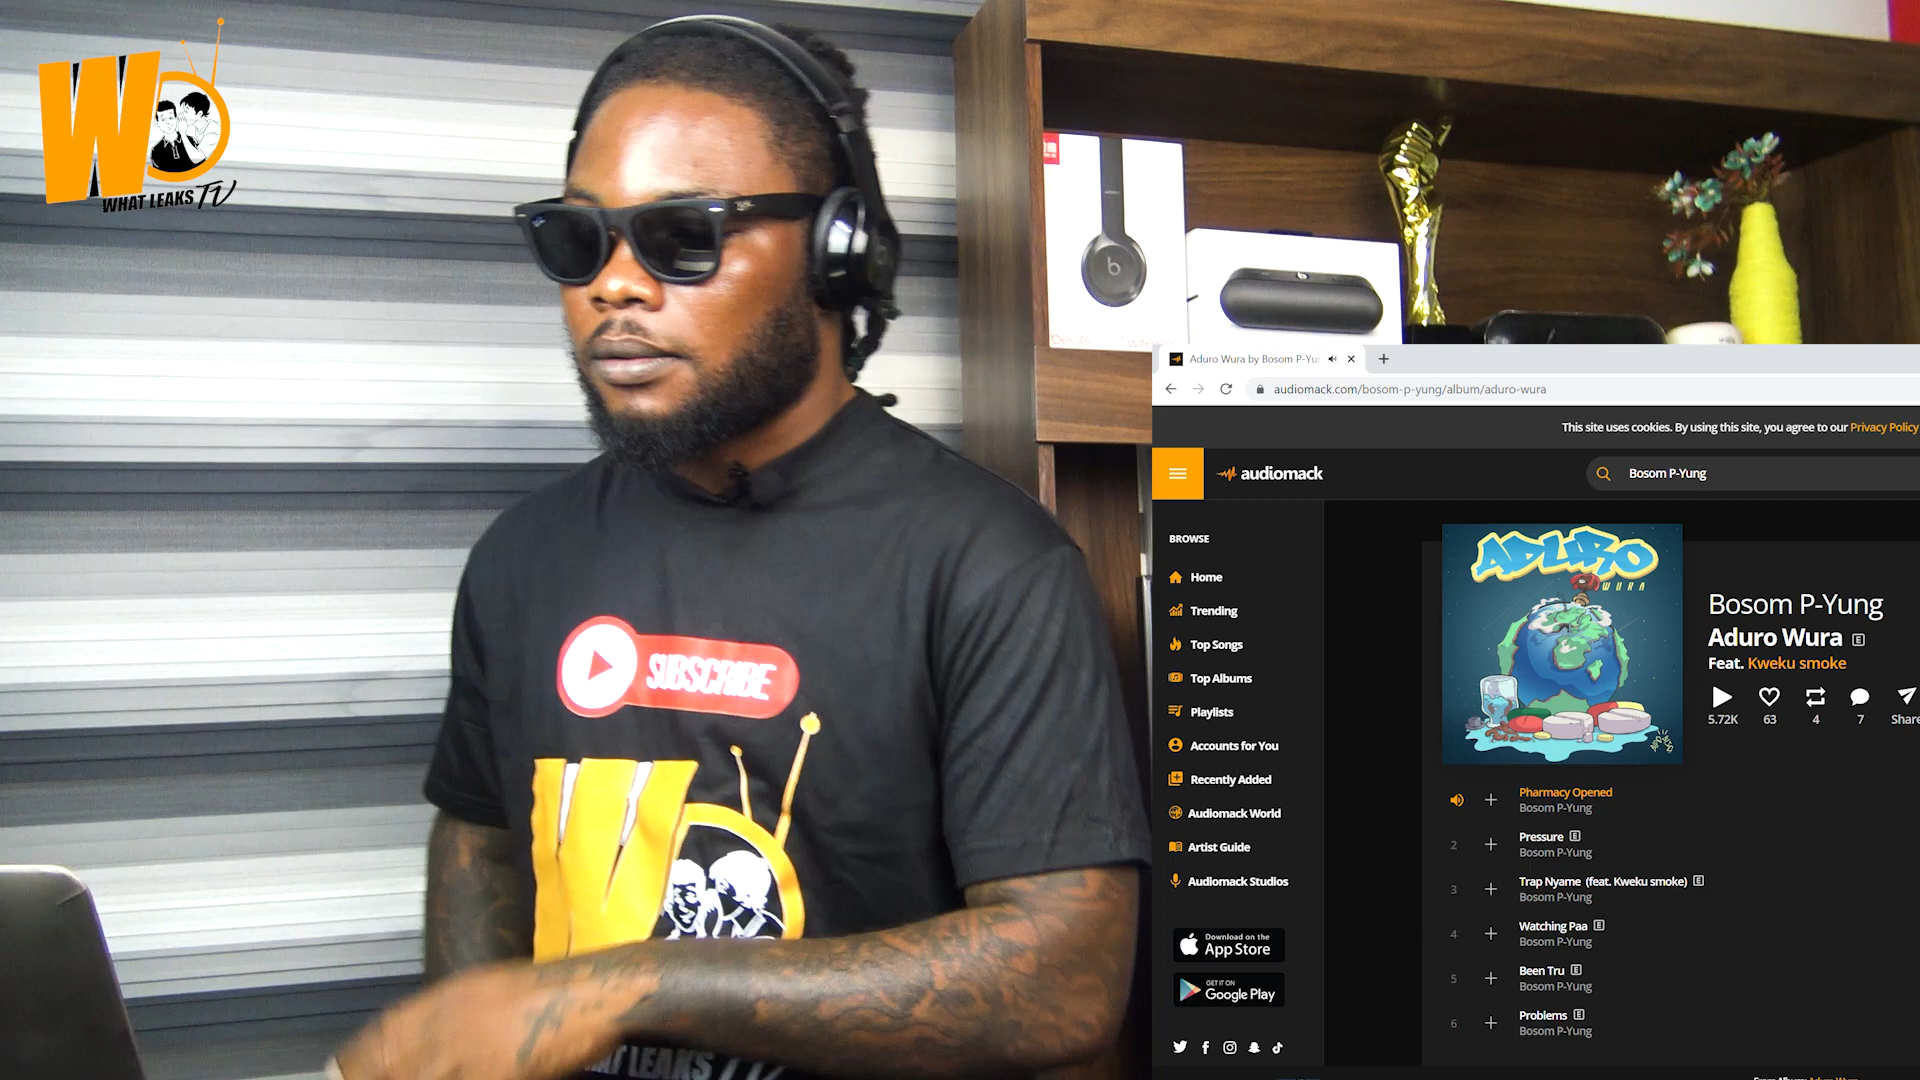 WHAT LEAKS TV
SUBSCRIBE
b
Aduro Wura by Bosom P-Yu
audiomack.com/bosom-p-yung/album/aduro-wura
This site uses cookies. By using this site, you agree to our Privacy Policy
audiomack
Bosom P-Yung
BROWSE
Home
Trending
Top Songs
Top Albums
Playlists
Accounts for You
Recently Added
Audiomack World
Artist Guide
Audiomack Studios
Download on the
App Store
GET IT ON
Google Play
ADURO
WURA
Bosom P-Yung
Aduro Wura E
Feat. Kweku smoke
5.72K 63 4 7 Share
Pharmacy Opened
Bosom P-Yung
2 Pressure E
Bosom P-Yung
3 Trap Nyame (feat. Kweku smoke) E
Bosom P-Yung
4 Watching Paa E
Bosom P-Yung
5 Been Tru E
Bosom P-Yung
6 Problems E
Bosom P-Yung
LEAKS TV